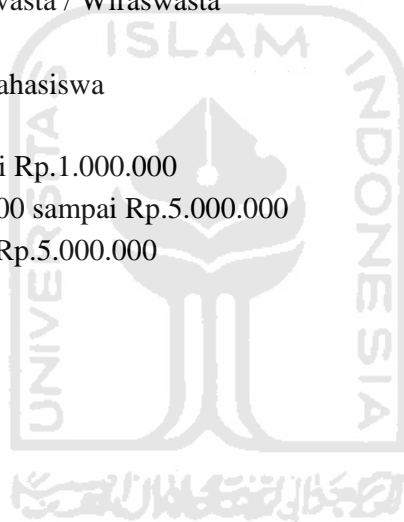 wasta / Wiraswasta
ISLAM
ahasiswa
i Rp.1.000.000
00 sampai Rp.5.000.000
Rp.5.000.000
UNIVERSITAS
INDONESIA